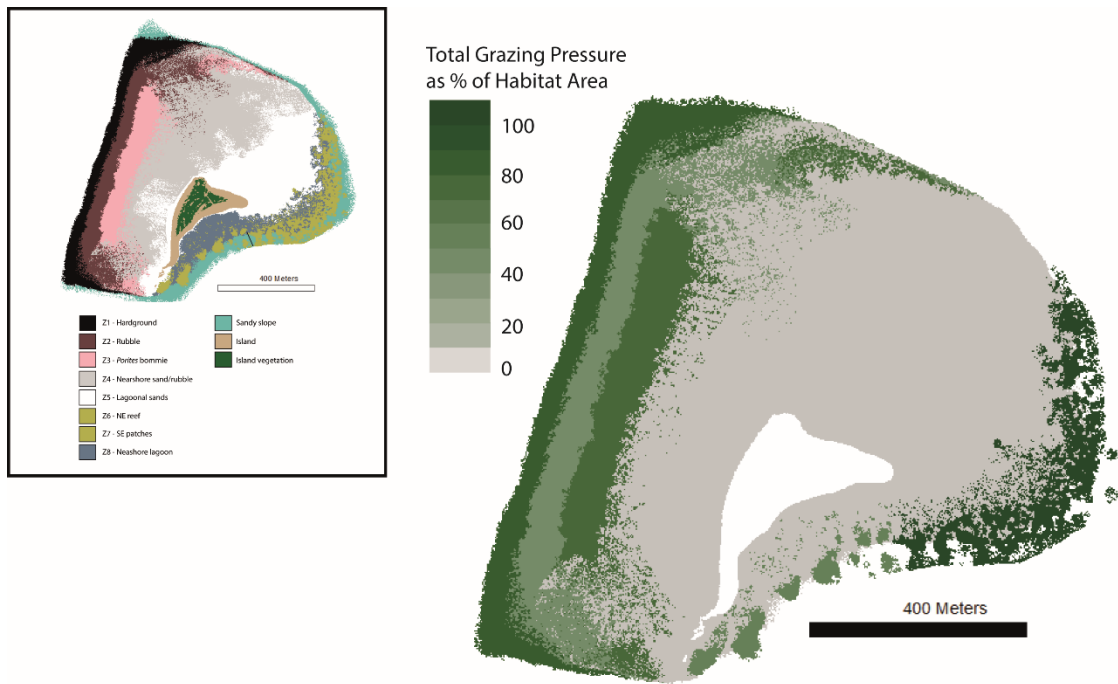 400 Meters
Z1 - Hardground
Z2 - Rubble
Z3 - Porites bommie
Z4 - Nearshore sand/rubble
Z5 - Lagoonal sands
Z6 - NE reef
Z7 - SE patches
Z8 - Neashore lagoon
Sandy slope
Island
Island vegetation
Total Grazing Pressure
as % of Habitat Area
100
80
60
40
20
0
400 Meters